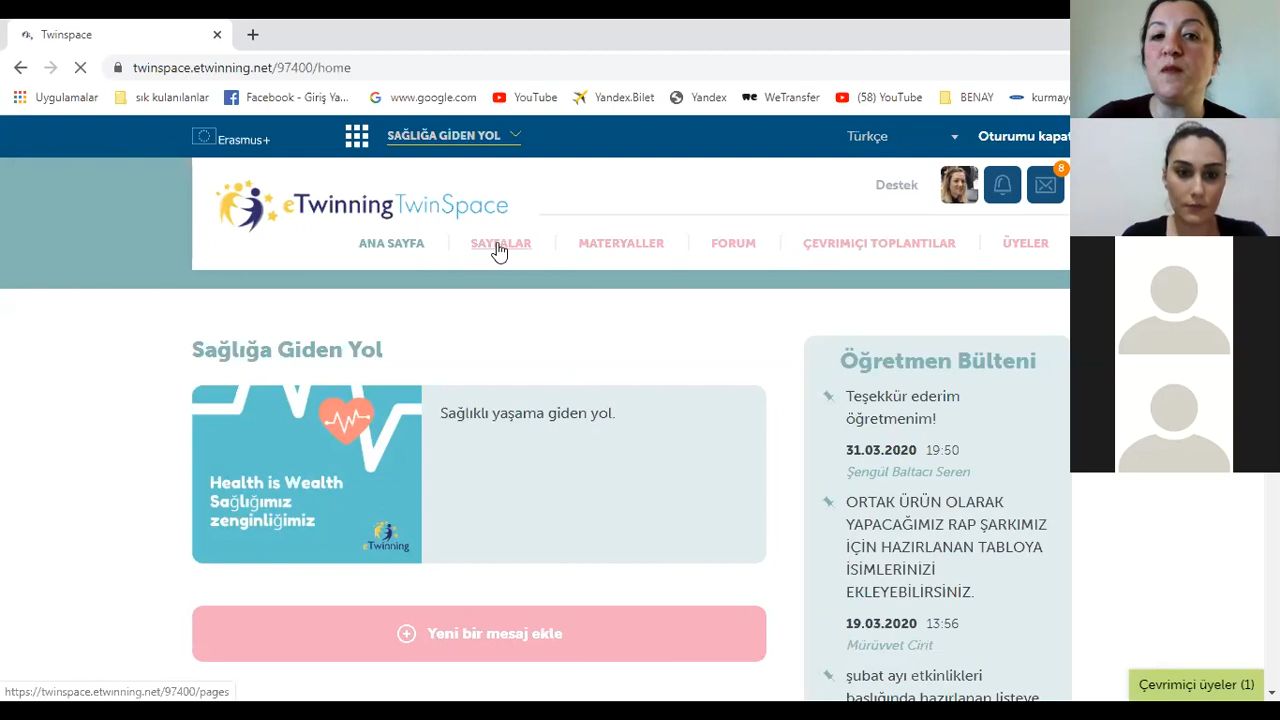 Twinspace
twinspace.etwinning.net/97400/home
Uygulamalar
sık kulanılanlar
Facebook - Giriş Ya...
www.google.com
YouTube
Yandex.Bilet
Yandex
WeTransfer
(58) YouTube
BENAY
kurmay
Erasmus+
SAĞLIĞA GİDEN YOL
Türkçe
Oturumu kapat
eTwinningTwinSpace
Destek
8
ANA SAYFA
SAYFALAR
MATERYALLER
FORUM
ÇEVRIMIÇI TOPLANTILAR
ÜYELER
Sağlığa Giden Yol
Health is Wealth
Sağlığımız
zenginliğimiz
eTwinning
Sağlıklı yaşama giden yol.
Yeni bir mesaj ekle
Öğretmen Bülteni
Teşekkür ederim
öğretmenim!
31.03.2020 19:50
Şengül Baltacı Seren
ORTAK ÜRÜN OLARAK
YAPACAĞIMIZ RAP ŞARKIMIZ
İÇİN HAZIRLANAN TABLOYA
İSİMLERİNİZİ
EKLEYEBİLİRSİNİZ.
19.03.2020 13:56
Mürüvvet Cirit
şubat ayı etkinlikleri
başlığında hazırlanan listeye
https://twinspace.etwinning.net/97400/pages
Çevrimiçi üyeler (1)